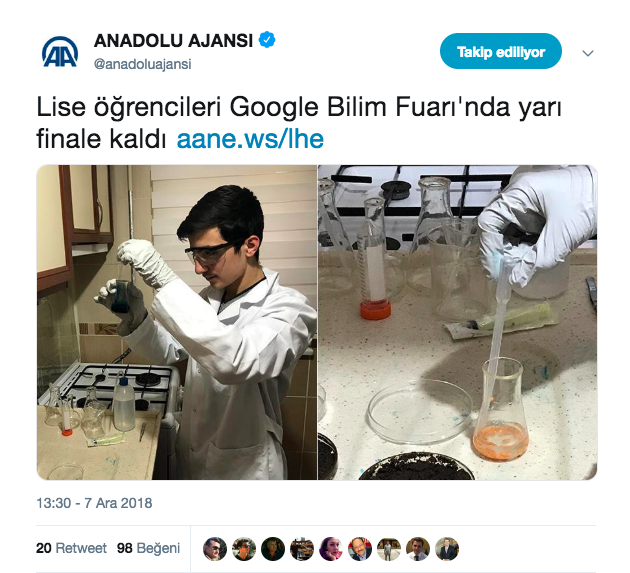 AA
ANADOLU AJANSI
@anadoluajansi
Takip ediliyor
Lise öğrencileri Google Bilim Fuarı'nda yarı
finale kaldı aane.ws/lhe
13:30 - 7 Ara 2018
20 Retweet 98 Beğeni